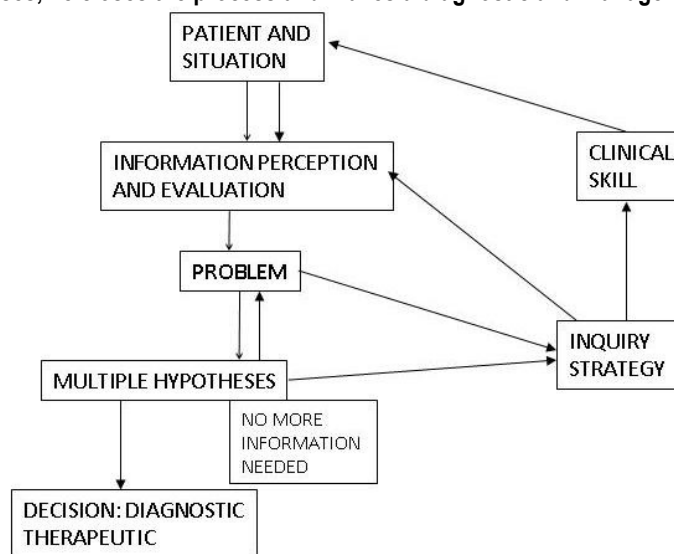 PATIENT AND
SITUATION
INFORMATION PERCEPTION
AND EVALUATION
CLINICAL
SKILL
PROBLEM
INQUIRY
STRATEGY
MULTIPLE HYPOTHESES
NO MORE
INFORMATION
NEEDED
DECISION: DIAGNOSTIC
THERAPEUTIC